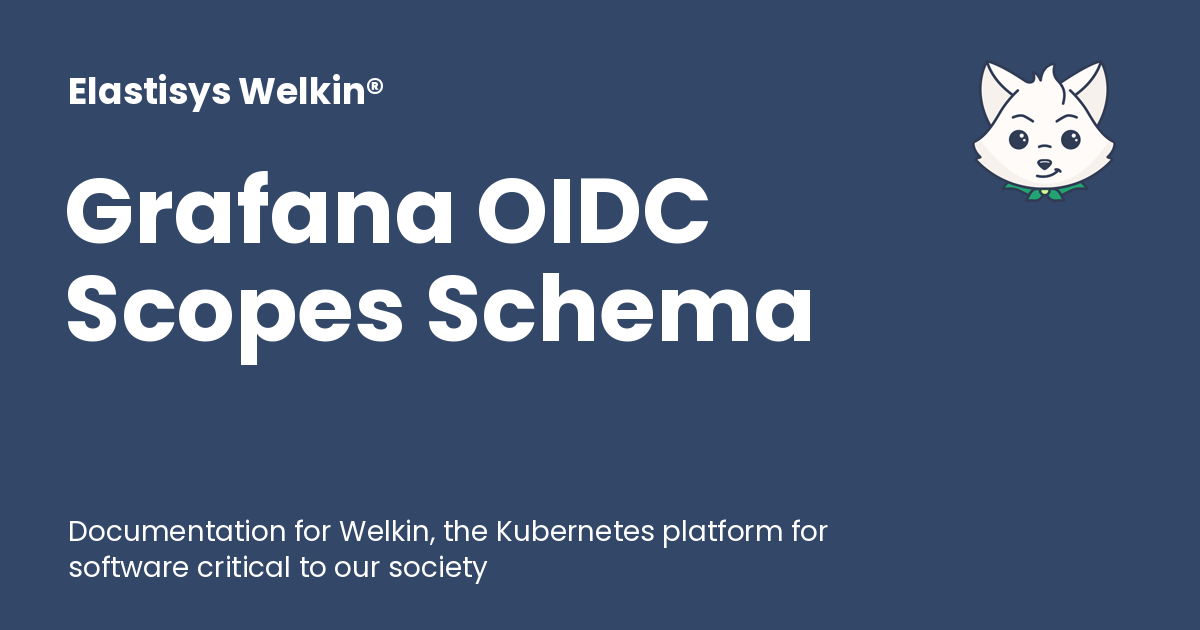 Elastisys Welkin®
Grafana OIDC
Scopes Schema
Documentation for Welkin, the Kubernetes platform for
software critical to our society